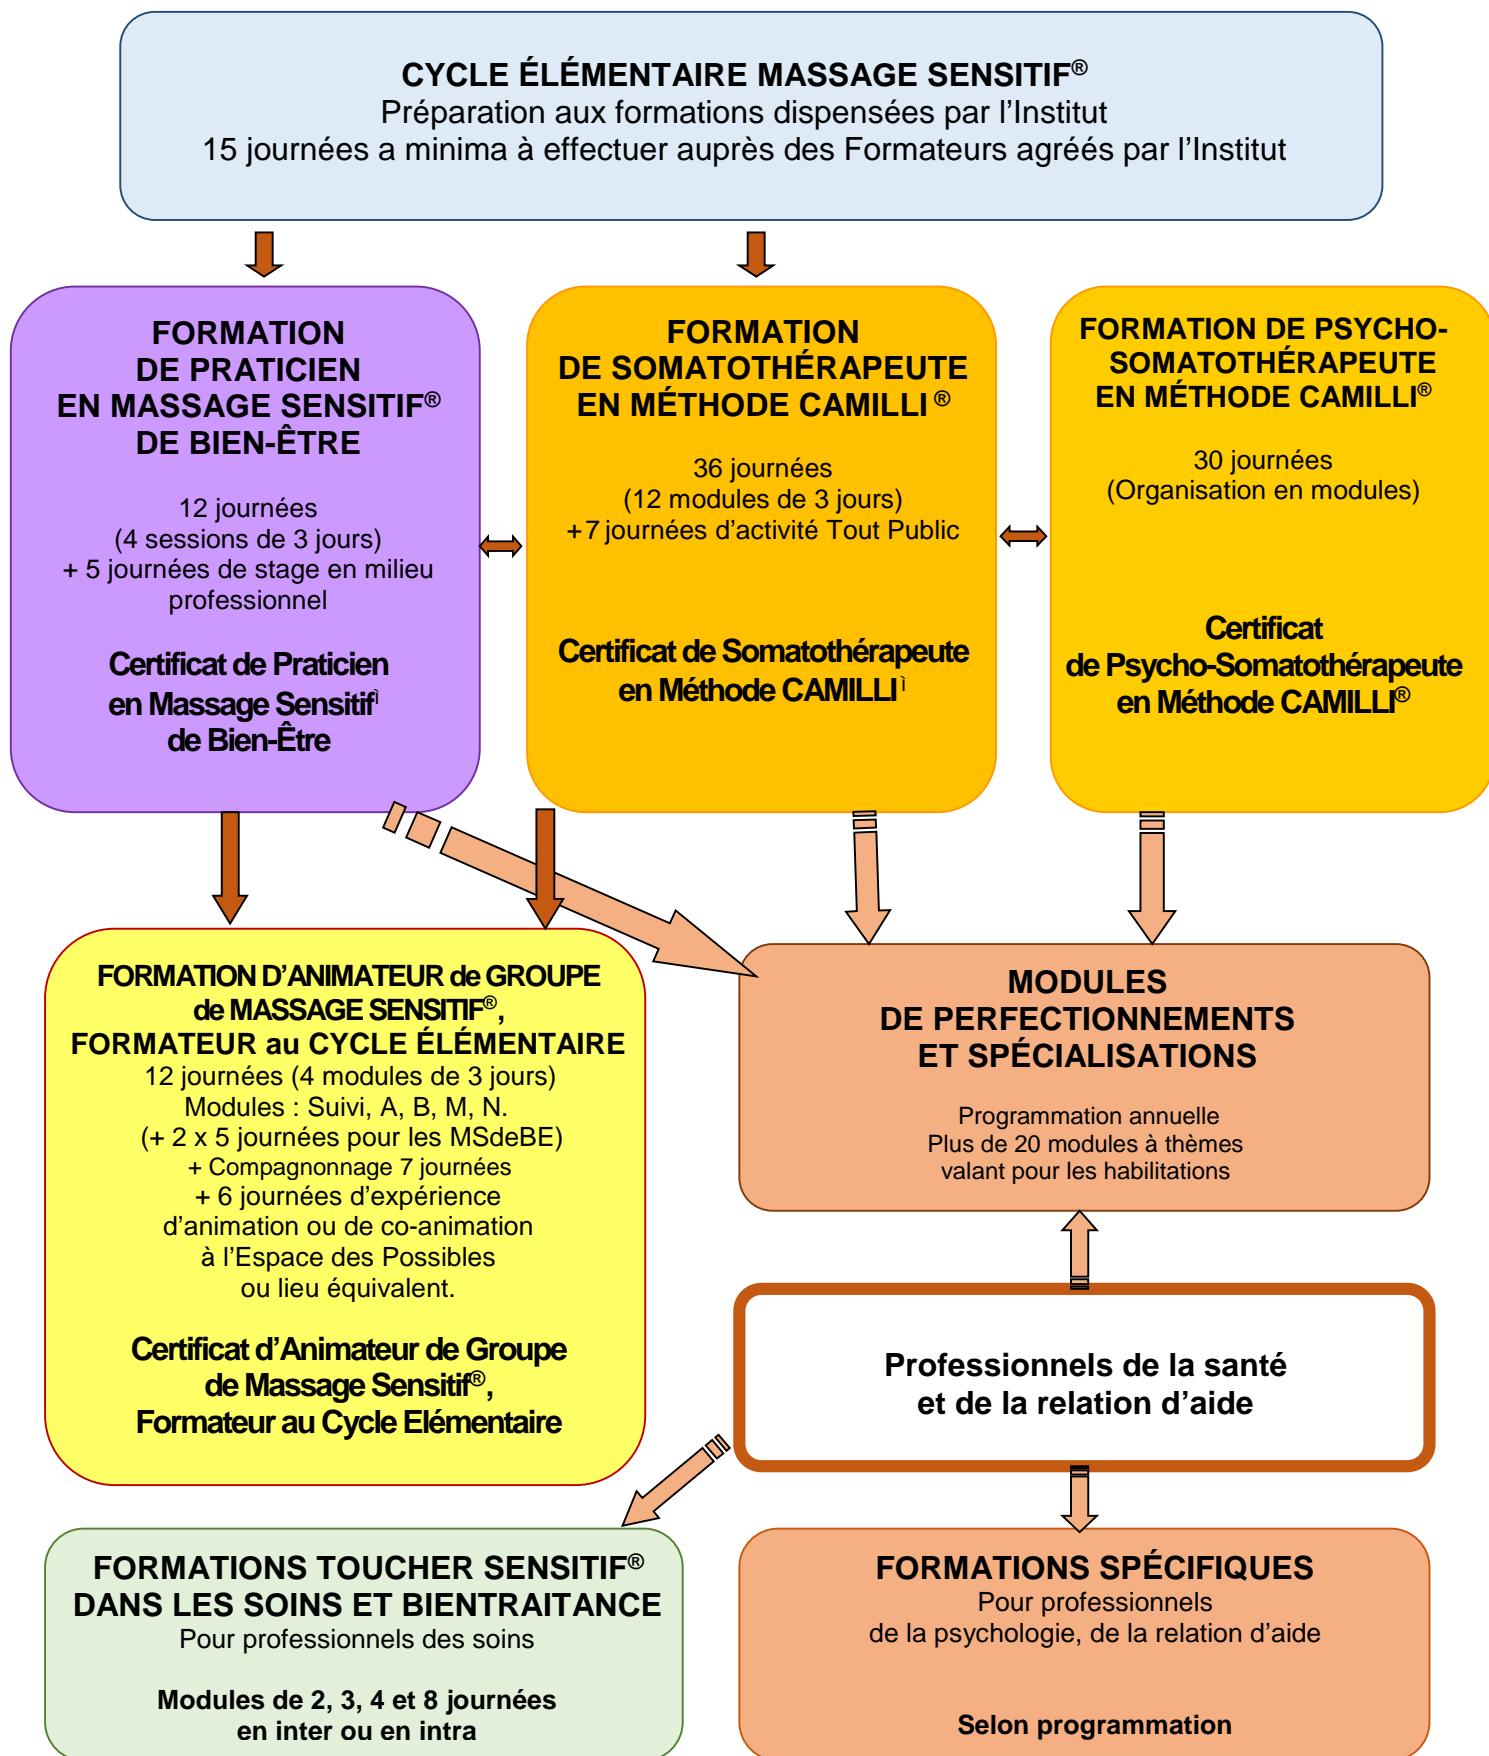 CYCLE ÉLÉMENTAIRE MASSAGE SENSITIF®
Préparation aux formations dispensées par l’Institut
15 journées a minima à effectuer auprès des Formateurs agréés par l’Institut
FORMATION
DE PRATICIEN
EN MASSAGE SENSITIF®
DE BIEN-ÊTRE
12 journées
(4 sessions de 3 jours)
+ 5 journées de stage en milieu
professionnel
Certificat de Praticien
en Massage Sensitifì
de Bien-Être
FORMATION
DE SOMATOTHÉRAPEUTE
EN MÉTHODE CAMILLI ®
36 journées
(12 modules de 3 jours)
+ 7 journées d’activité Tout Public
Certificat de Somatothérapeute
en Méthode CAMILLI ì
FORMATION DE PSYCHO-
SOMATOTHÉRAPEUTE
EN MÉTHODE CAMILLI®
30 journées
(Organisation en modules)
Certificat
de Psycho-Somatothérapeute
en Méthode CAMILLI®
FORMATION D’ANIMATEUR de GROUPE
de MASSAGE SENSITIF®,
FORMATEUR au CYCLE ÉLÉMENTAIRE
12 journées (4 modules de 3 jours)
Modules : Suivi, A, B, M, N.
(+ 2 x 5 journées pour les MSdeBE)
+ Compagnonnage 7 journées
+ 6 journées d’expérience
d’animation ou de co-animation
à l’Espace des Possibles
ou lieu équivalent.
Certificat d’Animateur de Groupe
de Massage Sensitif®,
Formateur au Cycle Elémentaire
MODULES
DE PERFECTIONNEMENTS
ET SPÉCIALISATIONS
Programmation annuelle
Plus de 20 modules à thèmes
valant pour les habilitations
Professionnels de la santé
et de la relation d’aide
FORMATIONS TOUCHER SENSITIF®
DANS LES SOINS ET BIENTRAITANCE
Pour professionnels des soins
Modules de 2, 3, 4 et 8 journées
en inter ou en intra
FORMATIONS SPÉCIFIQUES
Pour professionnels
de la psychologie, de la relation d’aide
Selon programmation